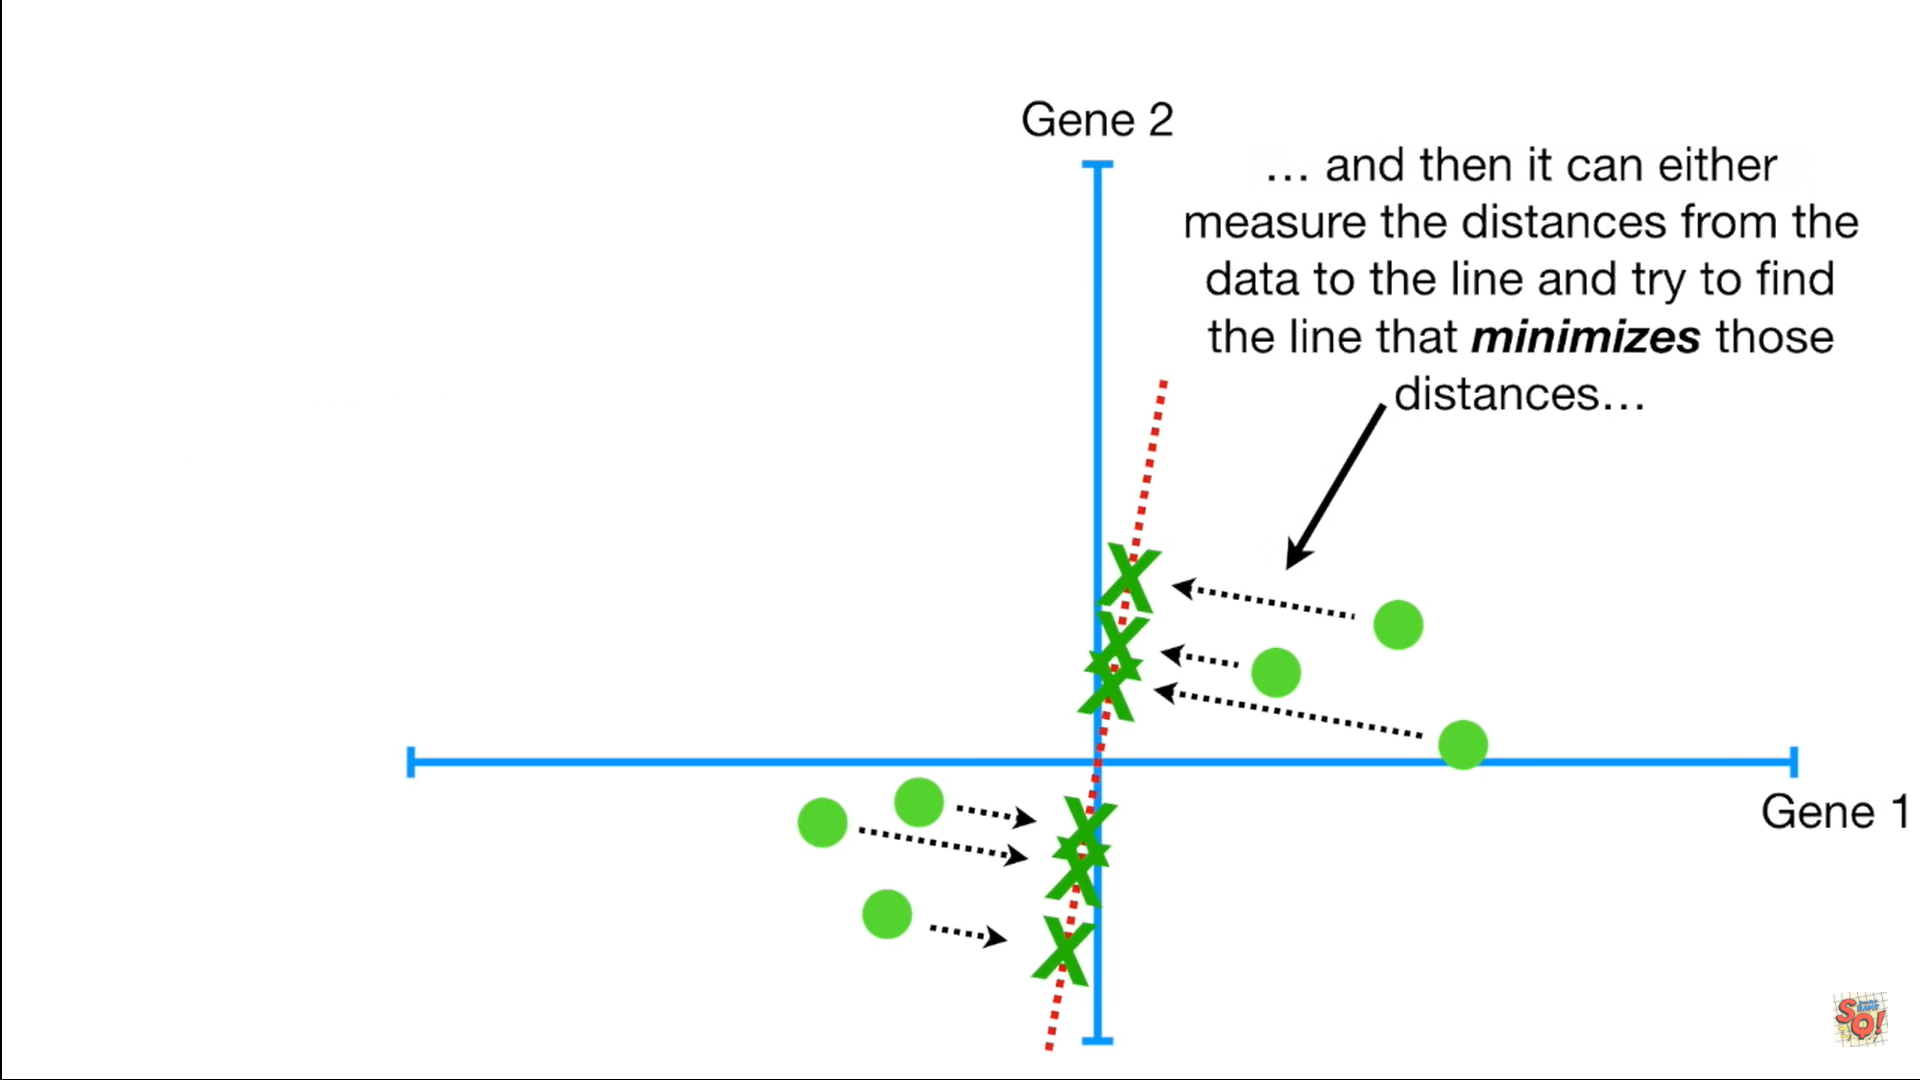 Gene 2
… and then it can either
measure the distances from the
data to the line and try to find
the line that minimizes those
distances…
Gene 1
SQ!